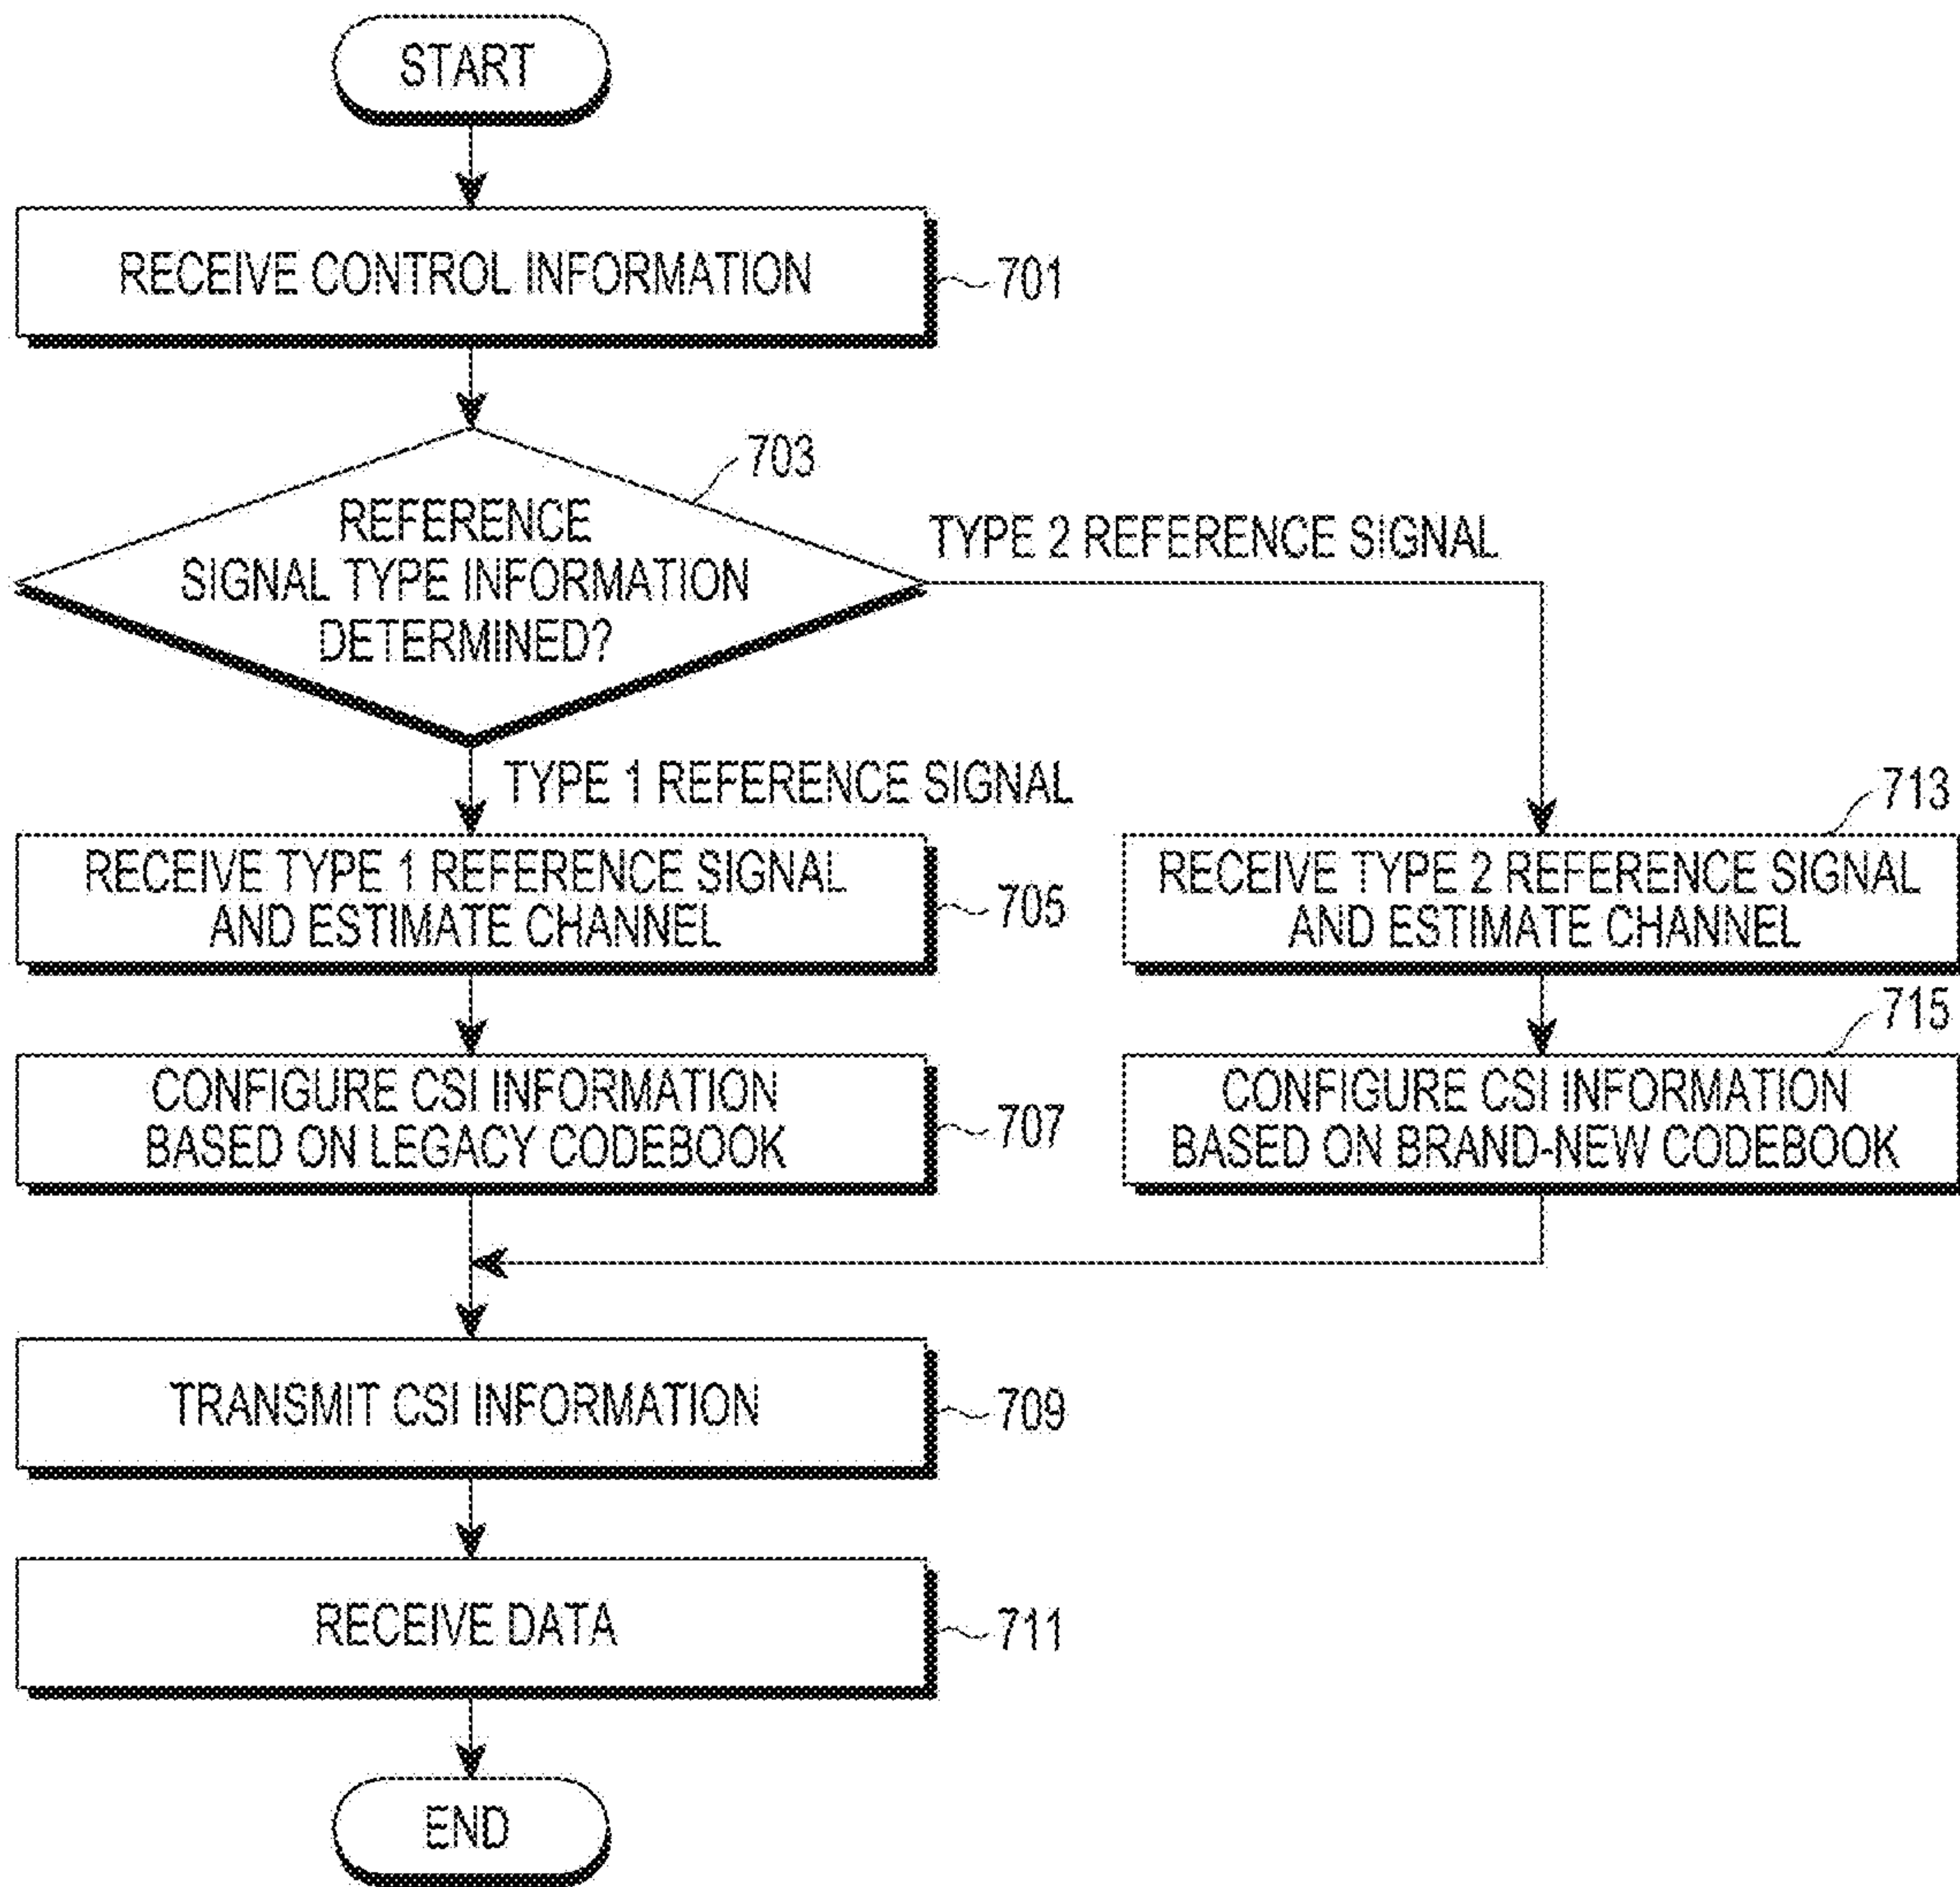 START
RECEIVE CONTROL INFORMATION
701
703
REFERENCE
SIGNAL TYPE INFORMATION
DETERMINED?
TYPE 2 REFERENCE SIGNAL
TYPE 1 REFERENCE SIGNAL
RECEIVE TYPE 1 REFERENCE SIGNAL
AND ESTIMATE CHANNEL
705
713
RECEIVE TYPE 2 REFERENCE SIGNAL
AND ESTIMATE CHANNEL
CONFIGURE CSI INFORMATION
BASED ON LEGACY CODEBOOK
707
715
CONFIGURE CSI INFORMATION
BASED ON BRAND-NEW CODEBOOK
TRANSMIT CSI INFORMATION
709
RECEIVE DATA
711
END